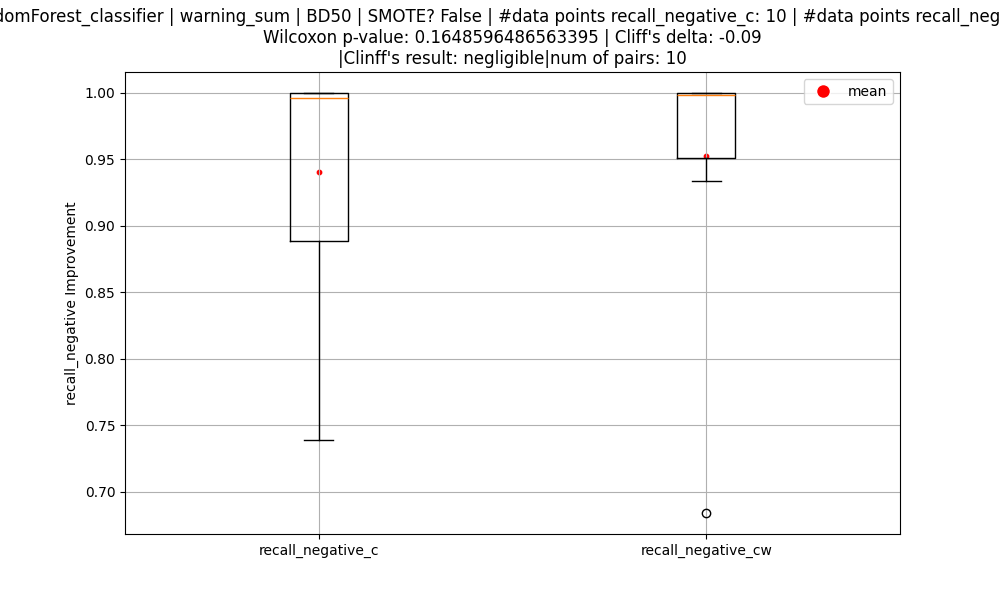 domForest_classifier | warning_sum | BD50 | SMOTE? False | #data points recall_negative_c: 10 | #data points recall_neg
Wilcoxon p-value: 0.1648596486563395 | Cliff's delta: -0.09
|Clinff's result: negligible|num of pairs: 10
mean
1.00
0.95
0.90
0.85
0.80
0.75
0.70
recall_negative Improvement
recall_negative_c
recall_negative_cw